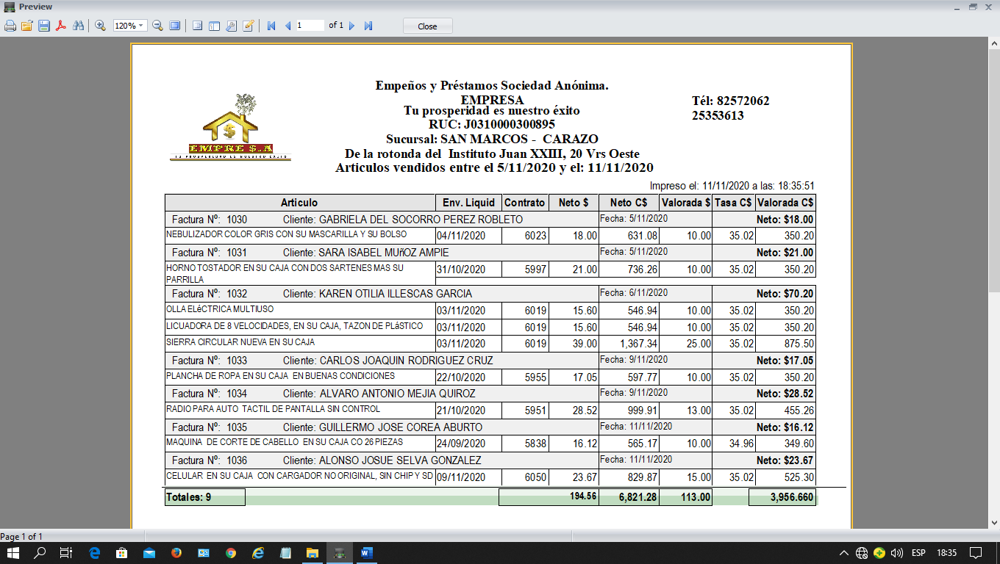 Preview
120%
1
of 1
Close
Empeños y Préstamos Sociedad Anónima.
EMPRESA
Tu prosperidad es nuestro éxito
RUC: J0310000300895
Sucursal: SAN MARCOS - CARAZO
De la rotonda del Instituto Juan XXIII, 20 Vrs Oeste
Articulos vendidos entre el 5/11/2020 y el: 11/11/2020
Tél: 82572062
25353613
EMPRE $.A
TU PROSPERIDAD ES NUESTRO ÉXITO
Impreso el: 11/11/2020 a las: 18:35:51
Articulo Env. Liquid Contrato Neto $ Neto C$ Valorada $ Tasa C$ Valorada C$
Factura Nº: 1030 Cliente: GABRIELA DEL SOCORRO PEREZ ROBLETO Fecha: 5/11/2020 Neto: $18.00
NEBULIZADOR COLOR GRIS CON SU MASCARILLA Y SU BOLSO 04/11/2020 6023 18.00 631.08 10.00 35.02 350.20
Factura Nº: 1031 Cliente: SARA ISABEL MUñOZ AMPIE Fecha: 5/11/2020 Neto: $21.00
HORNO TOSTADOR EN SU CAJA CON DOS SARTENES MAS SU 31/10/2020 5997 21.00 736.26 10.00 35.02 350.20
PARRILLA
Factura Nº: 1032 Cliente: KAREN OTILIA ILLESCAS GARCIA Fecha: 6/11/2020 Neto: $70.20
OLLA ELéCTRICA MULTIUSO 03/11/2020 6019 15.60 546.94 10.00 35.02 350.20
LICUADORA DE 8 VELOCIDADES, EN SU CAJA, TAZON DE PLáSTICO 03/11/2020 6019 15.60 546.94 10.00 35.02 350.20
SIERRA CIRCULAR NUEVA EN SU CAJA 03/11/2020 6019 39.00 1,367.34 25.00 35.02 875.50
Factura Nº: 1033 Cliente: CARLOS JOAQUIN RODRIGUEZ CRUZ Fecha: 9/11/2020 Neto: $17.05
PLANCHA DE ROPA EN SU CAJA EN BUENAS CONDICIONES 22/10/2020 5955 17.05 597.77 10.00 35.02 350.20
Factura Nº: 1034 Cliente: ALVARO ANTONIO MEJIA QUIROZ Fecha: 9/11/2020 Neto: $28.52
RADIO PARA AUTO TACTIL DE PANTALLA SIN CONTROL 21/10/2020 5951 28.52 999.91 13.00 35.02 455.26
Factura Nº: 1035 Cliente: GUILLERMO JOSE COREA ABURTO Fecha: 11/11/2020 Neto: $16.12
MAQUINA DE CORTE DE CABELLO EN SU CAJA CO 26 PIEZAS 24/09/2020 5838 16.12 565.17 10.00 34.96 349.60
Factura Nº: 1036 Cliente: ALONSO JOSUE SELVA GONZALEZ Fecha: 11/11/2020 Neto: $23.67
CELULAR EN SU CAJA CON CARGADOR NO ORIGINAL, SIN CHIP Y SD 09/11/2020 6050 23.67 829.87 15.00 35.02 525.30
Totales: 9 194.56 6,821.28 113.00 3,956.660
Page 1 of 1
ESP
18:35